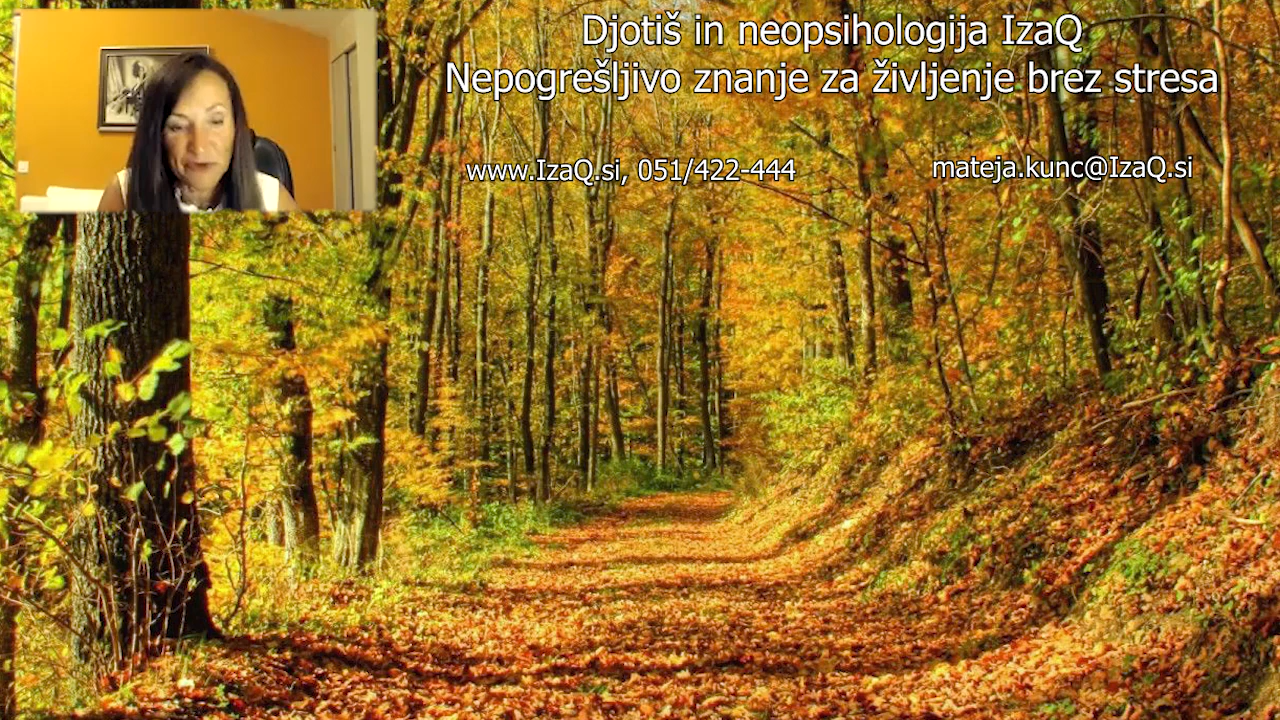 Djotiš in neopsihologija IzaQ
Nepogrešljivo znanje za življenje brez stresa
www.IzaQ.si, 051/422-444
mateja.kunc@IzaQ.si